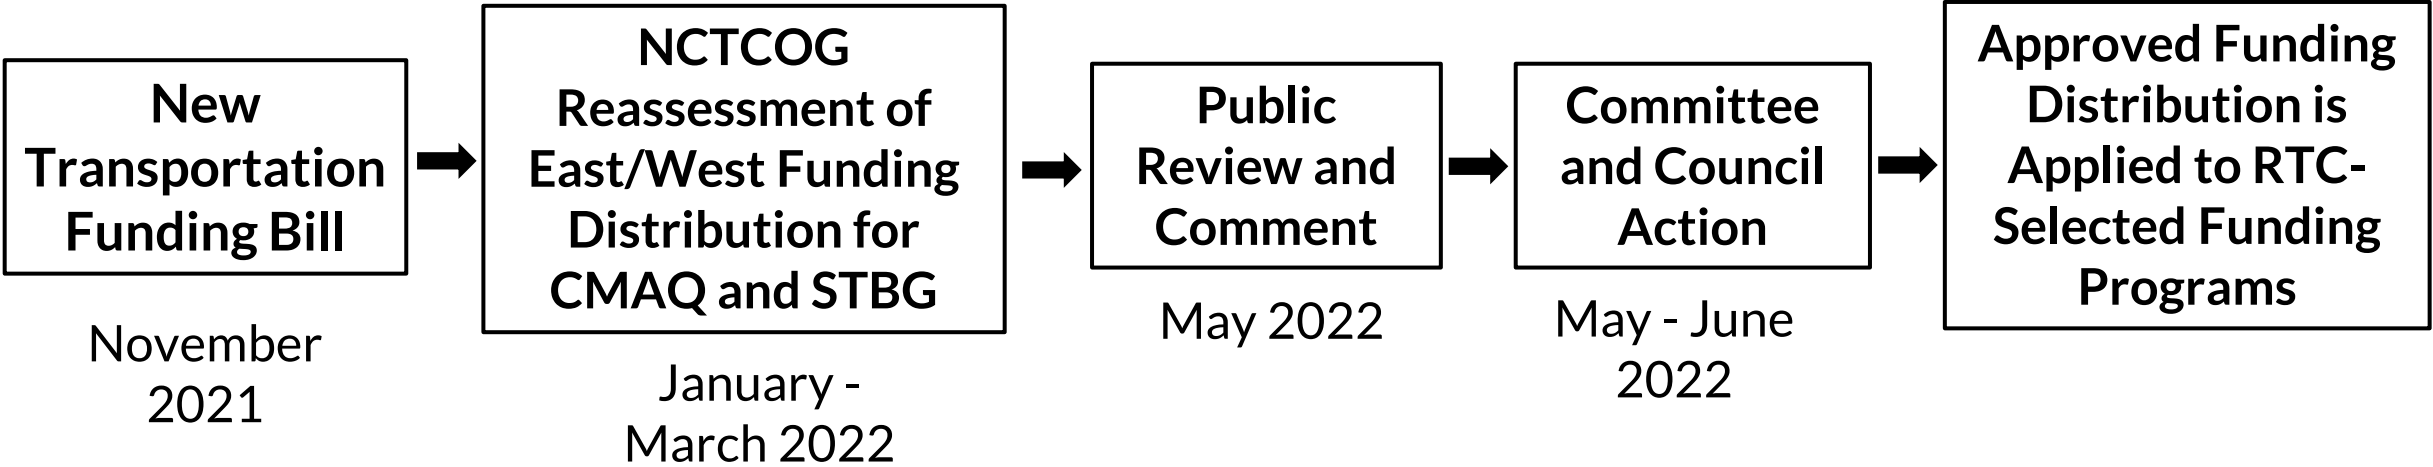 New
Transportation
Funding Bill
November
2021
NCTCOG
Reassessment of
East/West Funding
Distribution for
CMAQ and STBG
January -
March 2022
Public
Review and
Comment
May 2022
Committee
and Council
Action
May - June
2022
Approved Funding
Distribution is
Applied to RTC-
Selected Funding
Programs